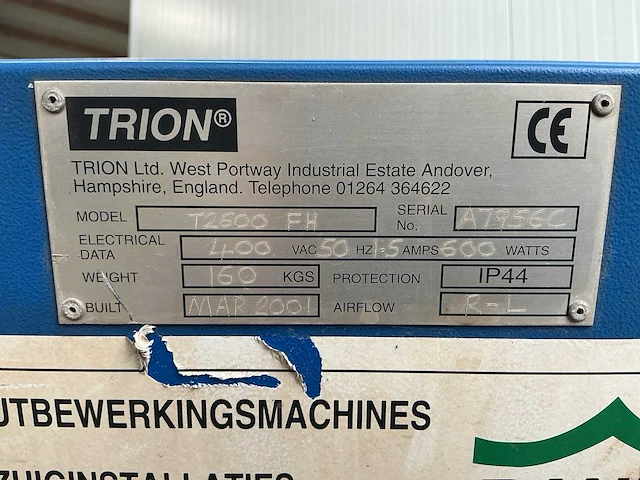 TRION®
CE
TRION Ltd. West Portway Industrial Estate Andover,
Hampshire, England. Telephone 01264 364622
MODEL T2600 FH SERIAL No. A7956C
ELECTRICAL DATA 400 VAC 50 HZ 1.5 AMPS 600 WATTS
WEIGHT 160 KGS PROTECTION IP44
BUILT MAR 2001 AIRFLOW R-L
UTBEWERKINGSMACHINES
ZUIGINSTALLATIES